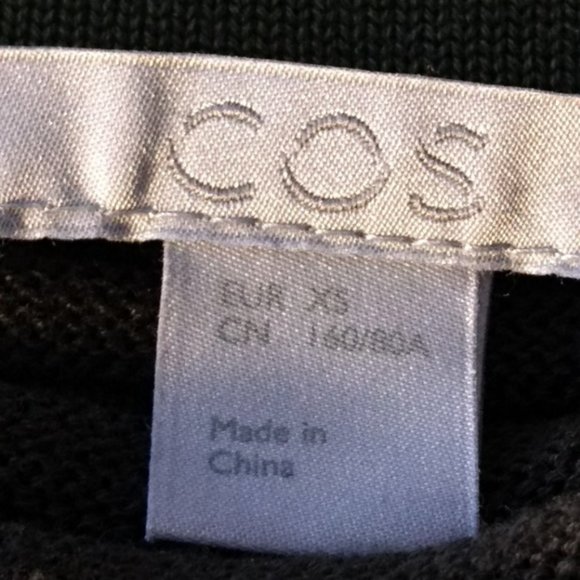 COS
EUR XS
CN 160/80A
Made in
China